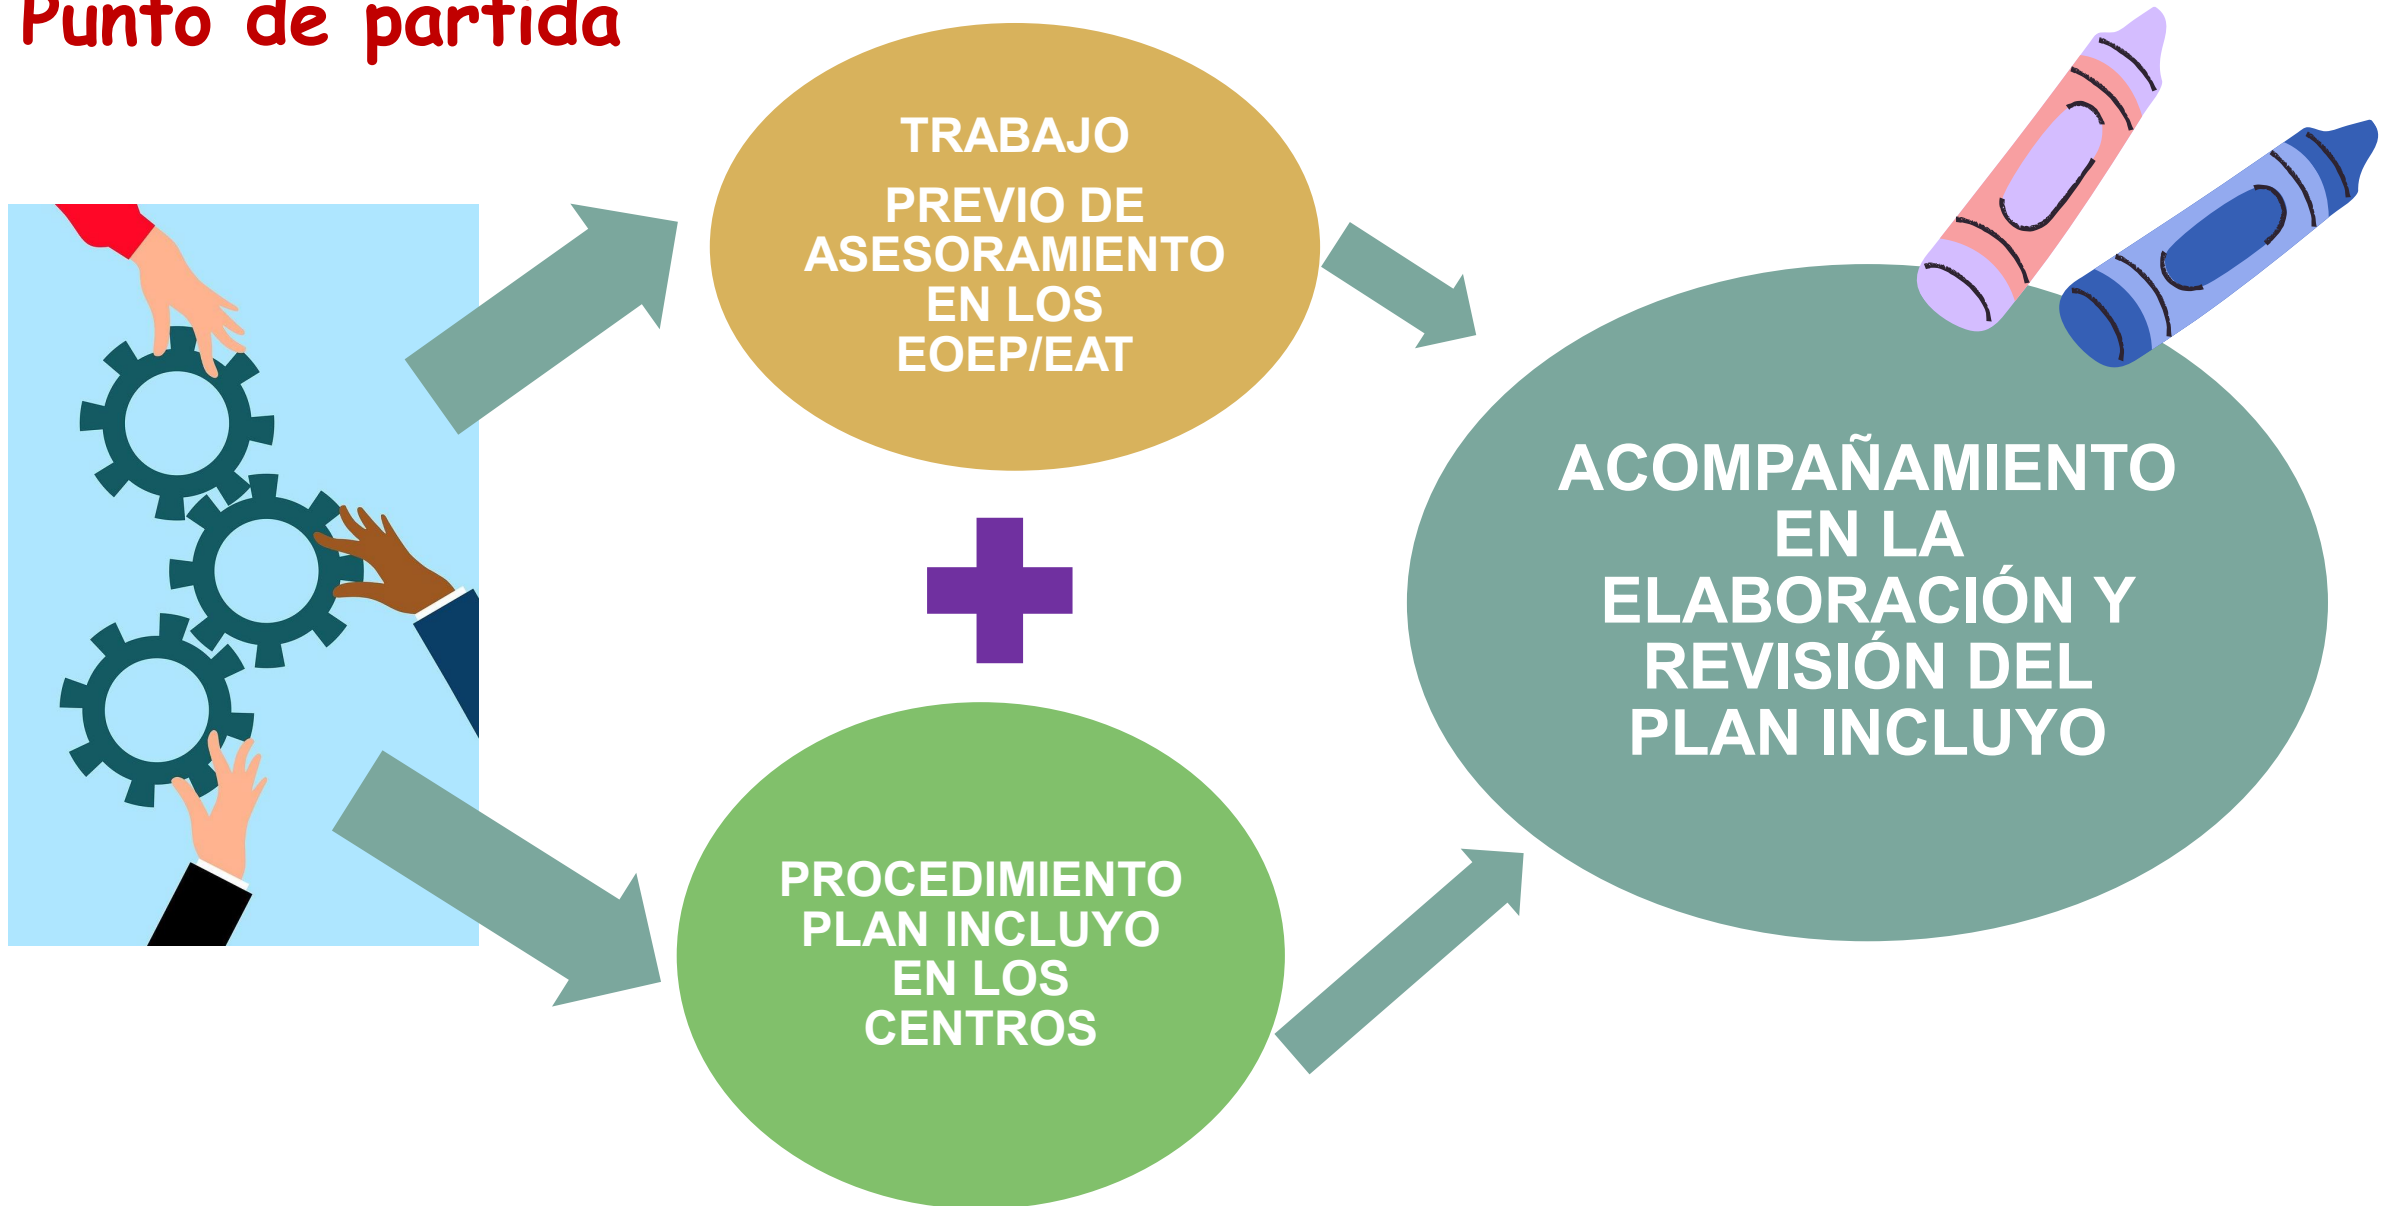 Punto de partida
TRABAJO
PREVIO DE
ASESORAMIENTO
EN LOS
EOEP/EAT
PROCEDIMIENTO
PLAN INCLUYO
EN LOS
CENTROS
ACOMPAÑAMIENTO
EN LA
ELABORACIÓN Y
REVISIÓN DEL
PLAN INCLUYO